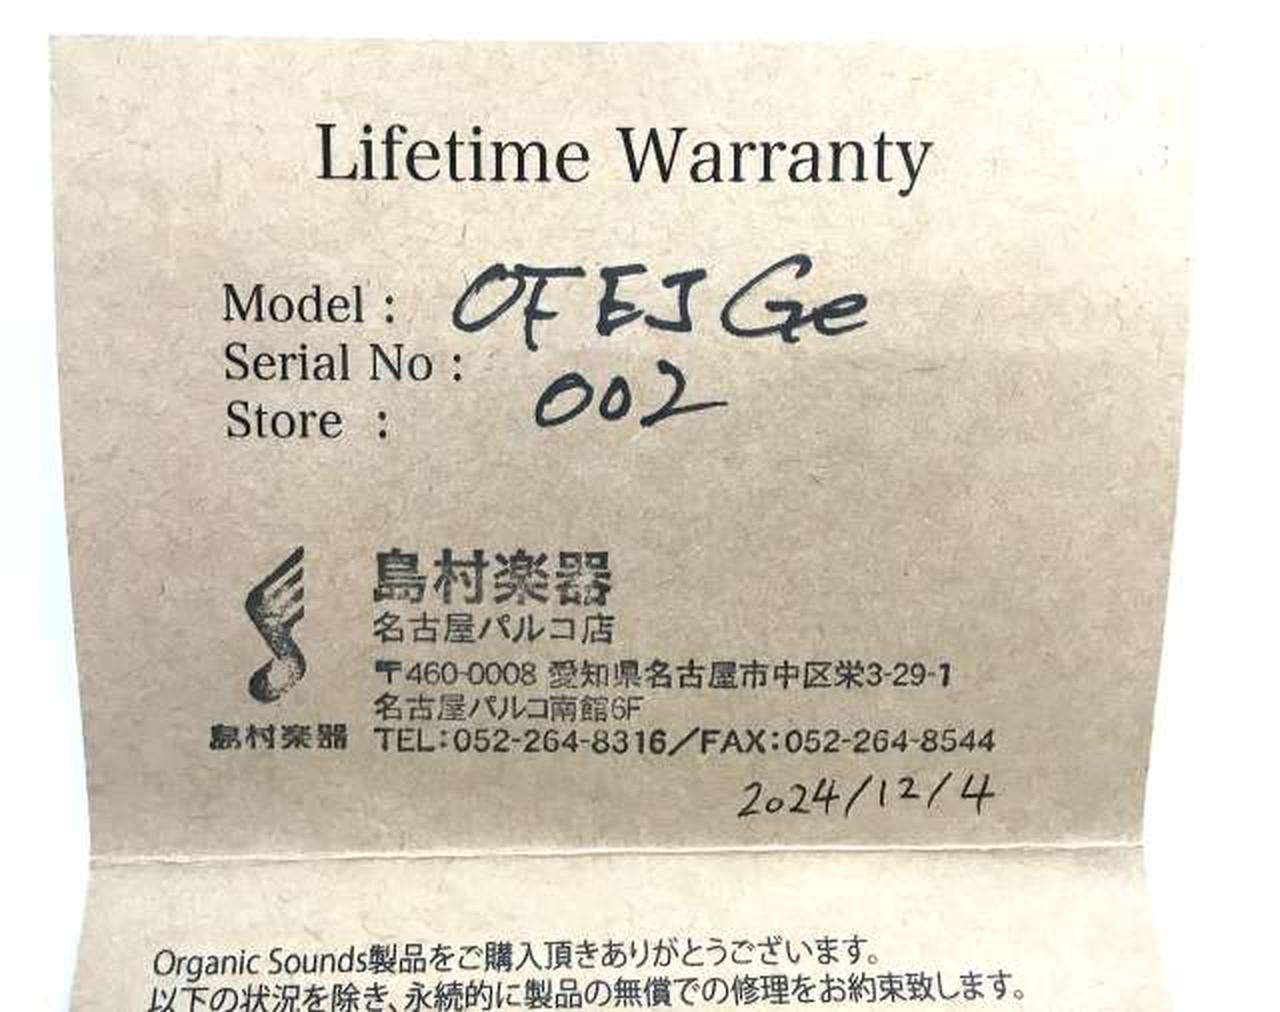 Lifetime Warranty
Model : OFEJ Ge
Serial No : 002
Store :
島村楽器
名古屋パルコ店
〒460-0008 愛知県名古屋市中区栄3-29-1
名古屋パルコ南館6F
島村楽器 TEL:052-264-8316/FAX:052-264-8544
2024/12/4
Organic Sounds製品をご購入頂きありがとうございます。
以下の状況を除き、永続的に製品の無償での修理をお約束致します。